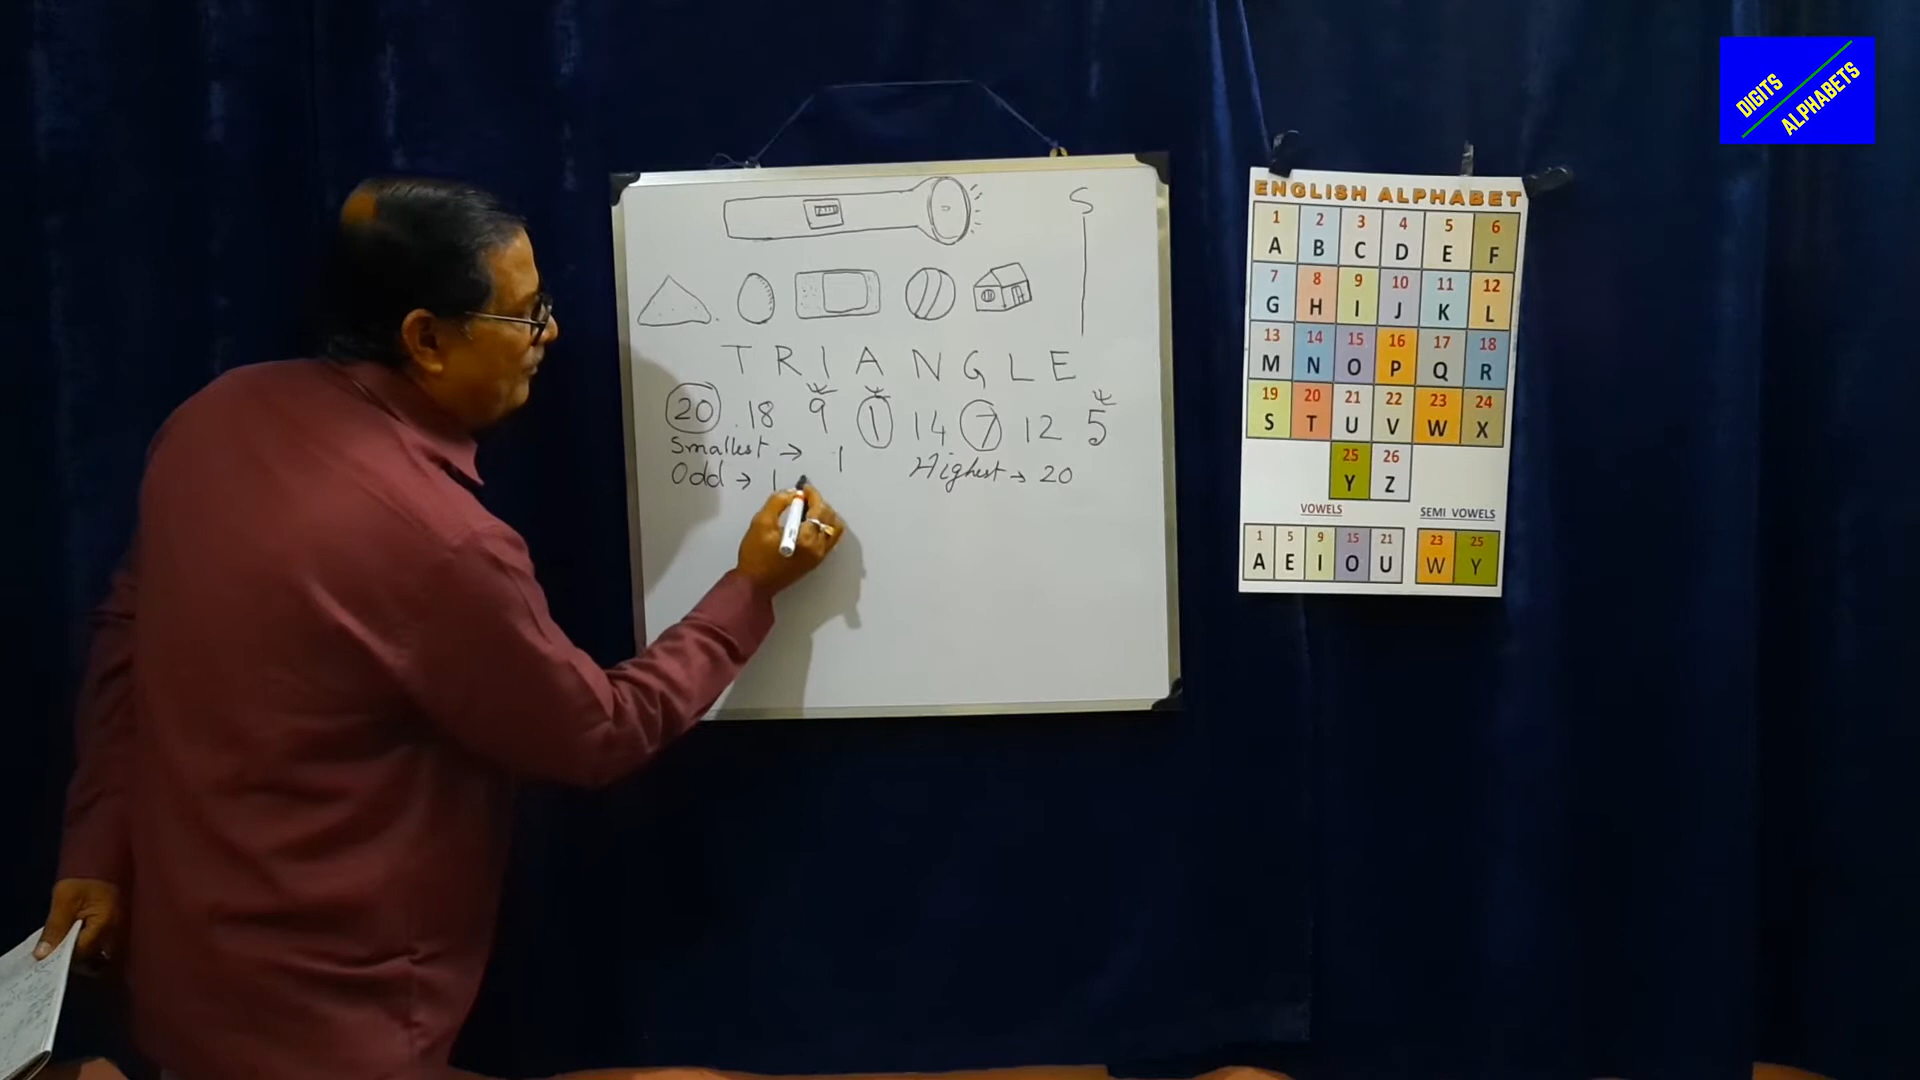 DIGITS
ALPHABETS
S
T R I A N G L E
20 18 9 1 14 7 12 5
Smallest → 1
Highest → 20
Odd → 1
ENGLISH ALPHABET
1 2 3 4 5 6
A B C D E F
7 8 9 10 11 12
G H I J K L
13 14 15 16 17 18
M N O P Q R
19 20 21 22 23 24
S T U V W X
25 26
Y Z
VOWELS
SEMI VOWELS
1 5 9 15 21
A E I O U
23 25
W Y